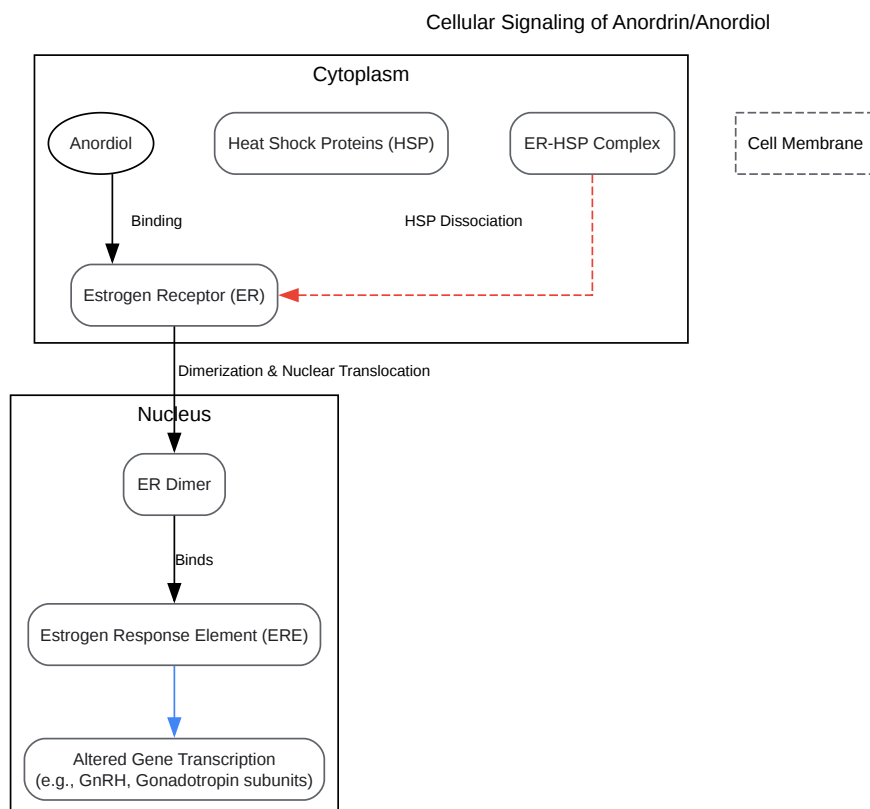 Cellular Signaling of Anordrin/Anordiol
Cytoplasm
Anordiol
Heat Shock Proteins (HSP)
ER-HSP Complex
Cell Membrane
Binding
HSP Dissociation
Estrogen Receptor (ER)
Dimerization & Nuclear Translocation
Nucleus
ER Dimer
Binds
Estrogen Response Element (ERE)
Altered Gene Transcription
(e.g., GnRH, Gonadotropin subunits)